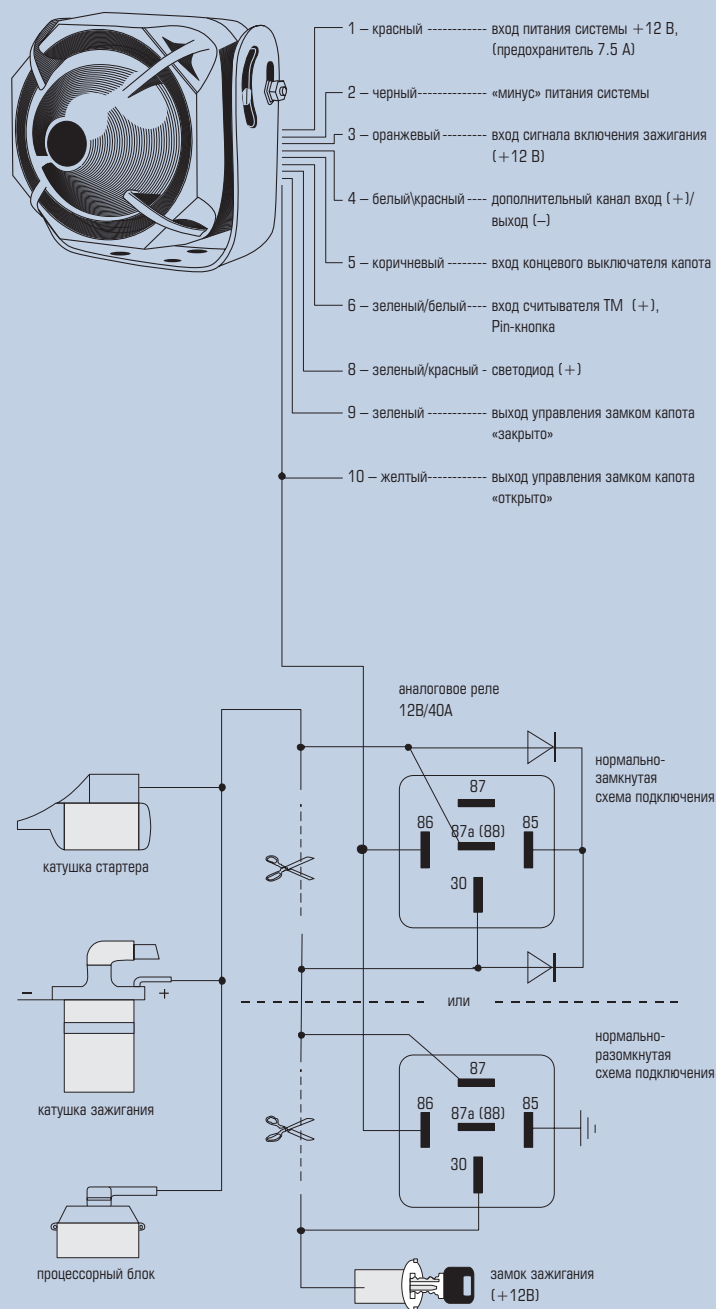 1 – красный ----------- вход питания системы +12 В,
(предохранитель 7.5 А)
2 – черный----------- «минус» питания системы
3 – оранжевый -------- вход сигнала включения зажигания
(+12 В)
4 – белый\красный ---- дополнительный канал вход (+)/
выход (–)
5 – коричневый -------- вход концевого выключателя капота
6 – зеленый/белый---- вход считывателя ТМ (+),
Pin-кнопка
8 – зеленый/красный - светодиод (+)
9 – зеленый ----------- выход управления замком капота
«закрыто»
10 – желтый----------- выход управления замком капота
«открыто»
аналоговое реле
12В/40А
нормально-
замкнутая
схема подключения
87
86
87а (88)
85
30
катушка стартера
– +
катушка зажигания
или
нормально-
разомкнутая
схема подключения
87
86
87а (88)
85
30
процессорный блок
замок зажигания
(+12В)